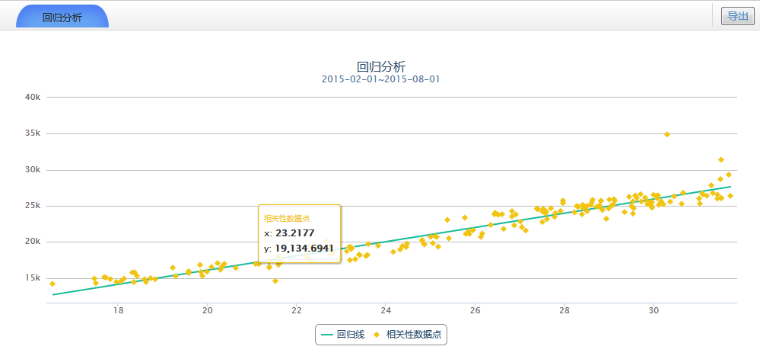 回归分析
导出
回归分析
2015-02-01~2015-08-01
40k
35k
30k
25k
20k
15k
相关性数据点
x: 23.2177
y: 19,134.6941
18 20 22 24 26 28 30
回归线 相关性数据点